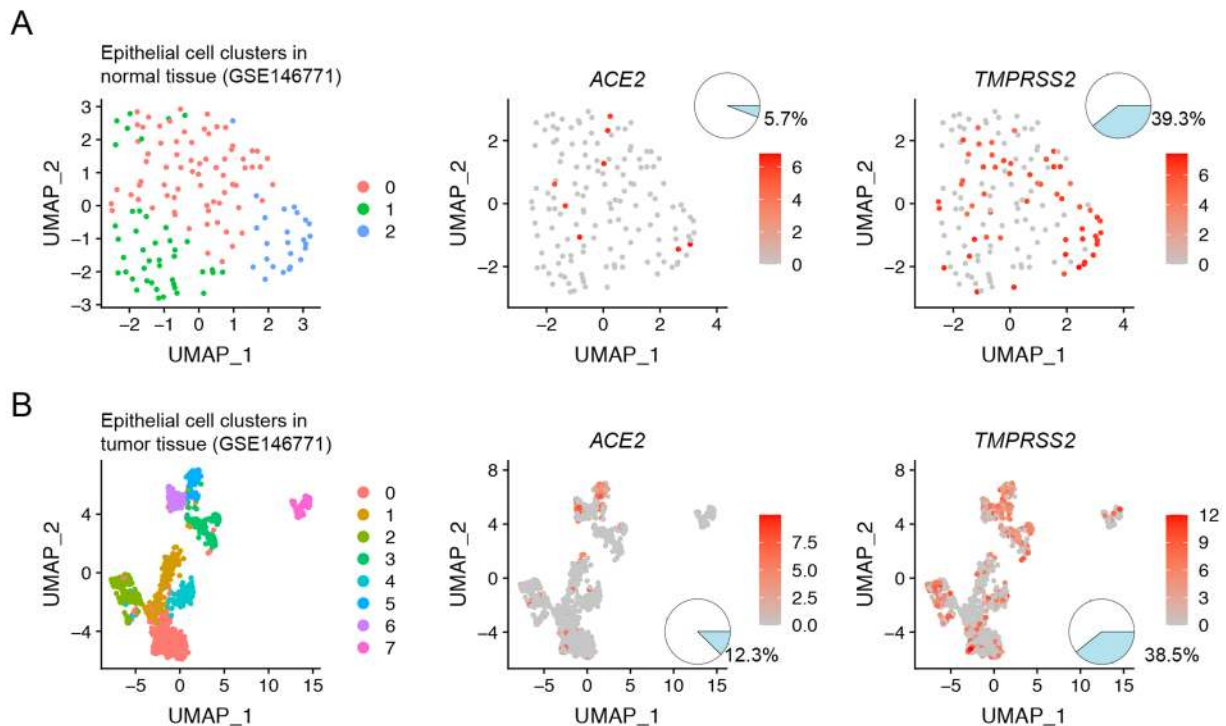 A
Epithelial cell clusters in
normal tissue (GSE146771)
UMAP_2
3
2
1
0
−1
−2
−3
−2 −1 0 1 2 3
UMAP_1
0
1
2
ACE2
5.7%
2
0
−2
−2 0 2 4
UMAP_1
6
4
2
0
TMPRSS2
39.3%
UMAP_2
2
0
−2
−2 0 2 4
UMAP_1
6
4
2
0
B
Epithelial cell clusters in
tumor tissue (GSE146771)
UMAP_2
4
0
−4
−5 0 5 10 15
UMAP_1
0
1
2
3
4
5
6
7
ACE2
UMAP_2
8
4
0
−4
−5 0 5 10 15
UMAP_1
7.5
5.0
2.5
0.0
12.3%
TMPRSS2
UMAP_2
8
4
0
−4
−5 0 5 10 15
UMAP_1
12
9
6
3
0
38.5%